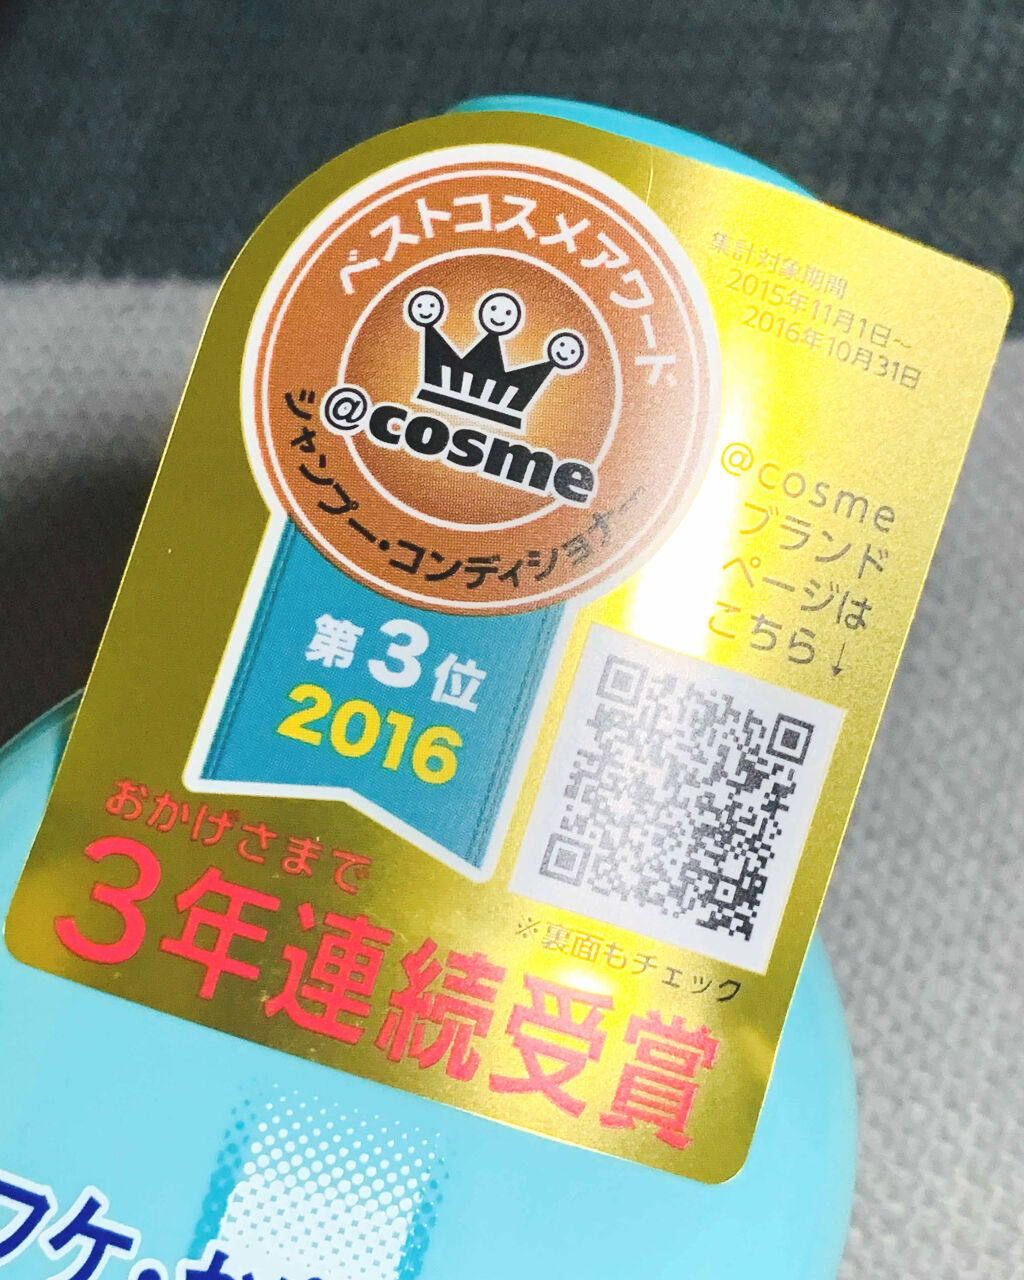 ベストコスメアワード
@cosme
シャンプー・コンディショナー
第3位
2016
集計対象期間
2015年11月1日~
2016年10月31日
@cosme
ブランド
ページは
こちら↓
※裏面もチェック
おかげさまで
3年連続受賞
フケ・か